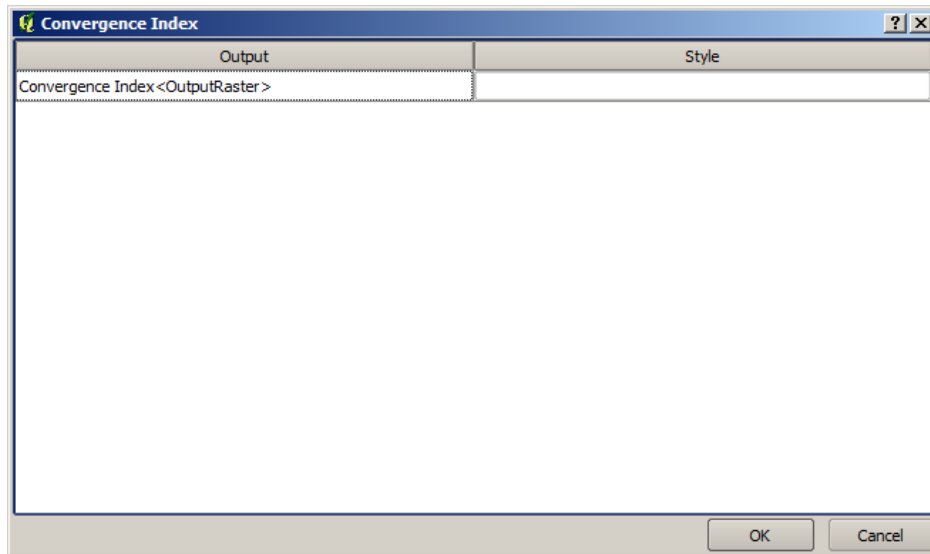 Convergence Index
Output Style
Convergence Index<OutputRaster>
OK Cancel